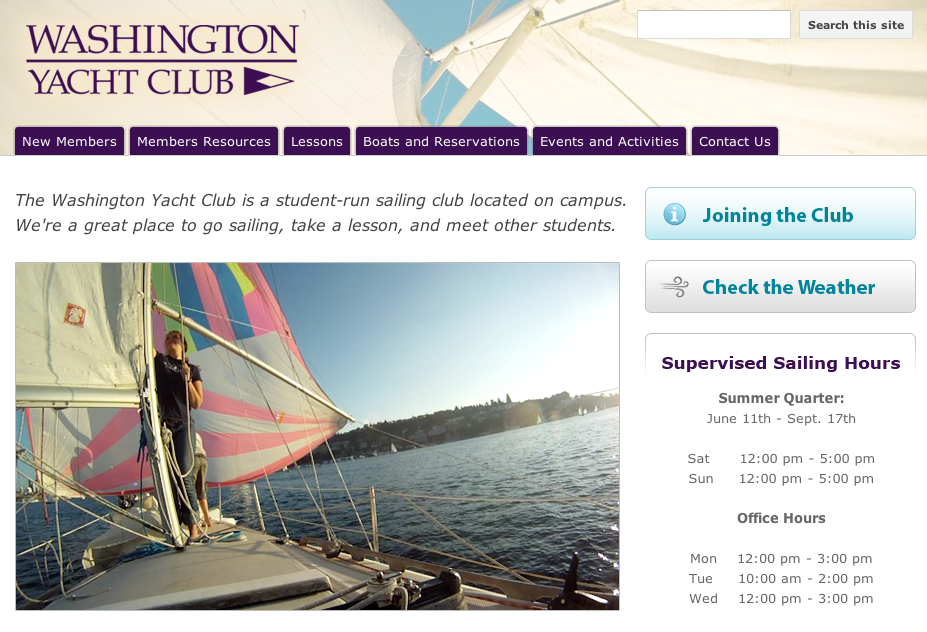 WASHINGTON
YACHT CLUB
Search this site
New Members
Members Resources
Lessons
Boats and Reservations
Events and Activities
Contact Us
The Washington Yacht Club is a student-run sailing club located on campus.
We're a great place to go sailing, take a lesson, and meet other students.
Joining the Club
Check the Weather
Supervised Sailing Hours
Summer Quarter:
June 11th - Sept. 17th
Sat 12:00 pm - 5:00 pm
Sun 12:00 pm - 5:00 pm
Office Hours
Mon 12:00 pm - 3:00 pm
Tue 10:00 am - 2:00 pm
Wed 12:00 pm - 3:00 pm